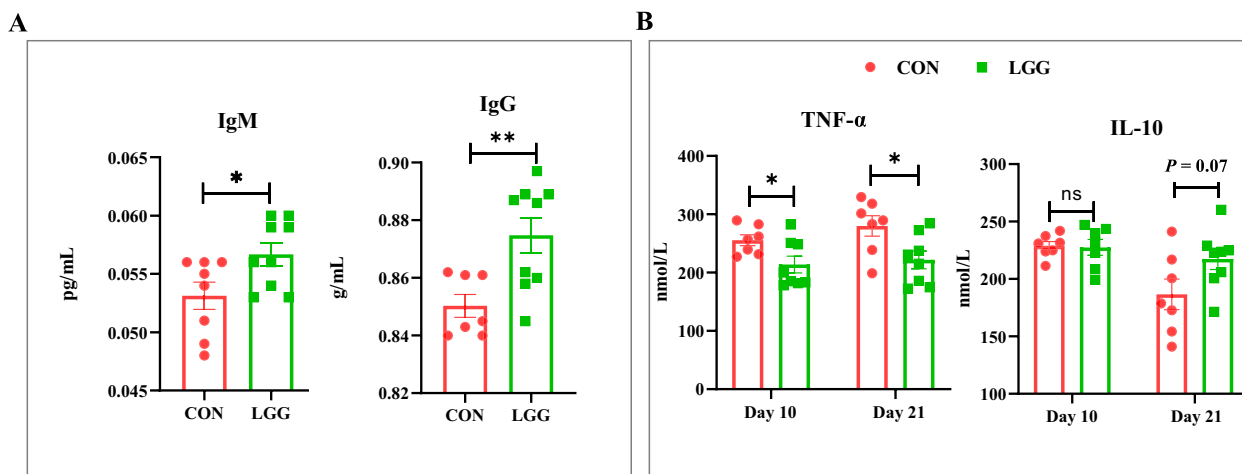 A
IgM
pg/mL
0.065
0.060
0.055
0.050
0.045
*
CON
LGG
IgG
g/mL
0.90
0.88
0.86
0.84
0.82
**
CON
LGG
B
CON
LGG
TNF-α
nmol/L
400
300
200
100
0
*
*
Day 10
Day 21
IL-10
nmol/L
300
250
200
150
100
ns
P = 0.07
Day 10
Day 21